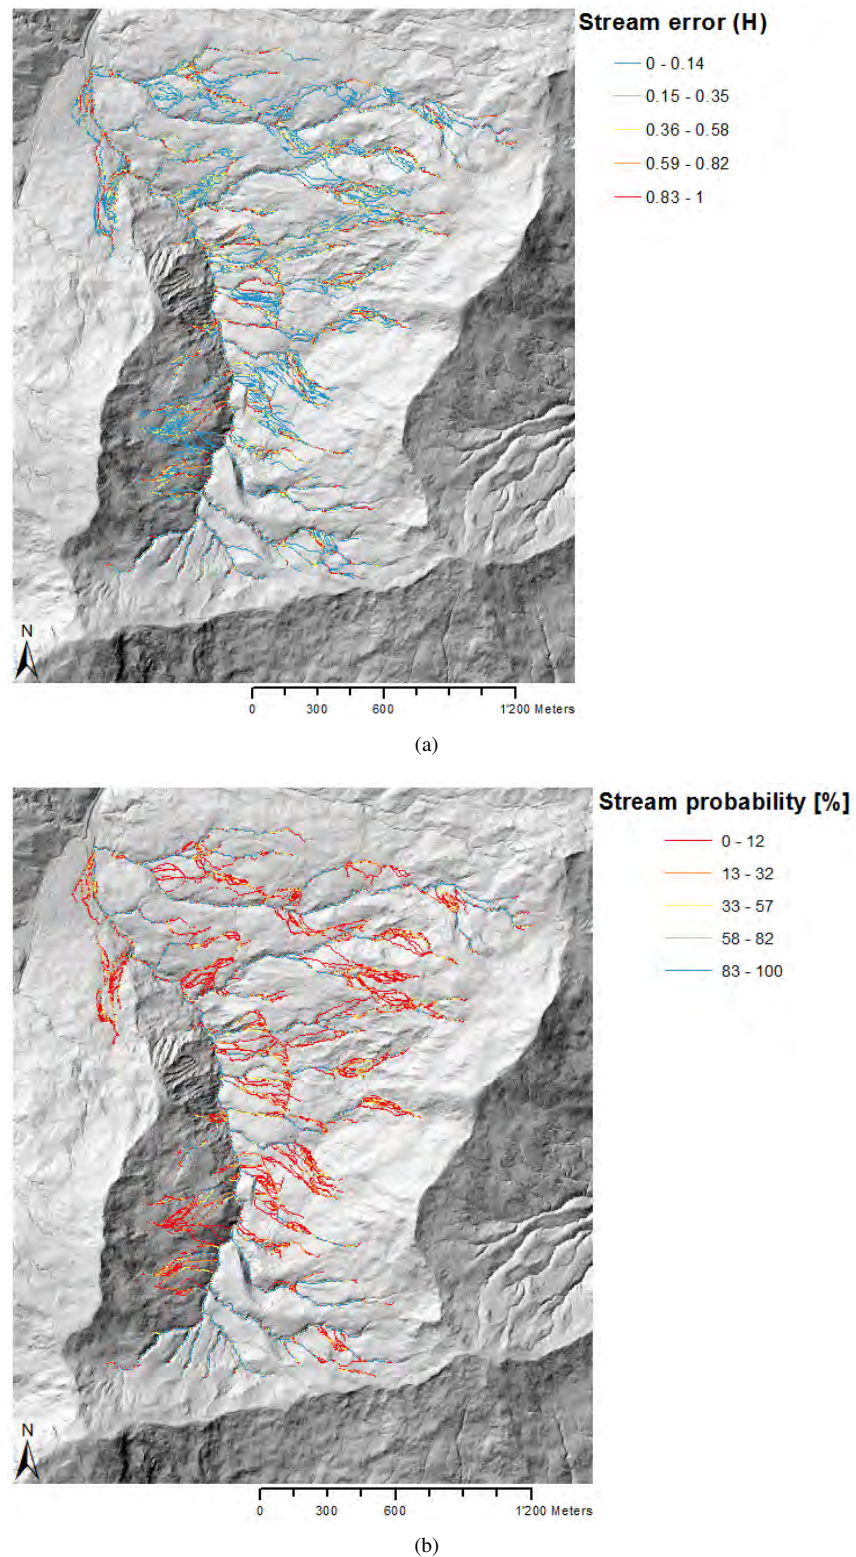 Stream error (H)
0 - 0.14
0.15 - 0.35
0.36 - 0.58
0.59 - 0.82
0.83 - 1
N
0 300 600 1'200 Meters
(a)
Stream probability [%]
0 - 12
13 - 32
33 - 57
58 - 82
83 - 100
N
0 300 600 1'200 Meters
(b)